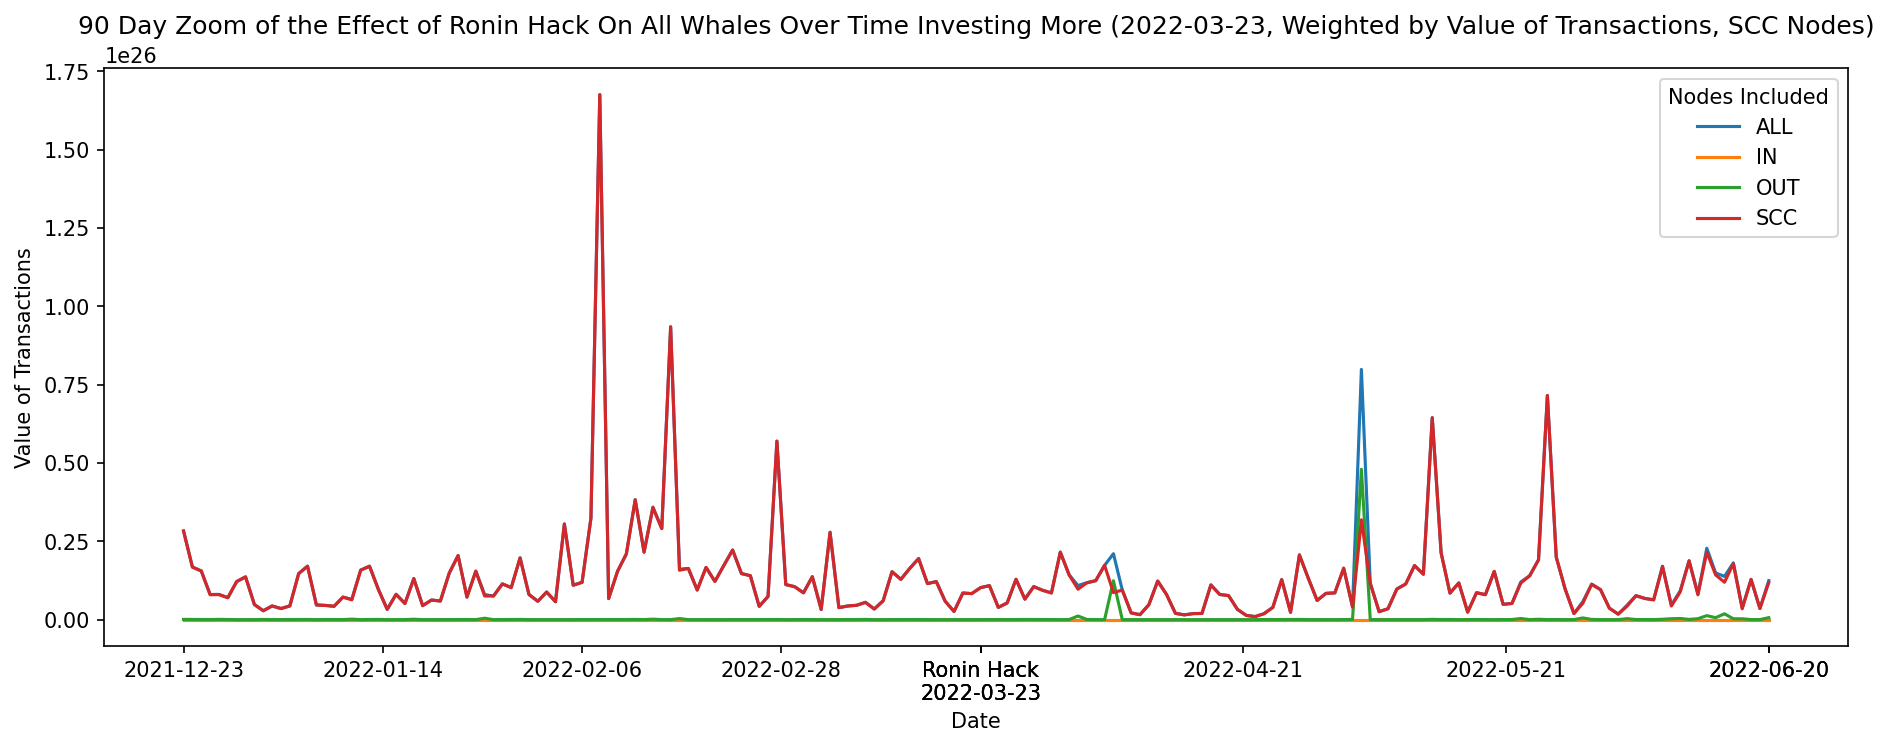 90 Day Zoom of the Effect of Ronin Hack On All Whales Over Time Investing More (2022-03-23, Weighted by Value of Transactions, SCC Nodes)
1e26
1.75
1.50
1.25
1.00
0.75
0.50
0.25
0.00
Value of Transactions
Nodes Included
ALL
IN
OUT
SCC
2021-12-23
2022-01-14
2022-02-06
2022-02-28
Ronin Hack
2022-03-23
2022-04-21
2022-05-21
2022-06-20
Date